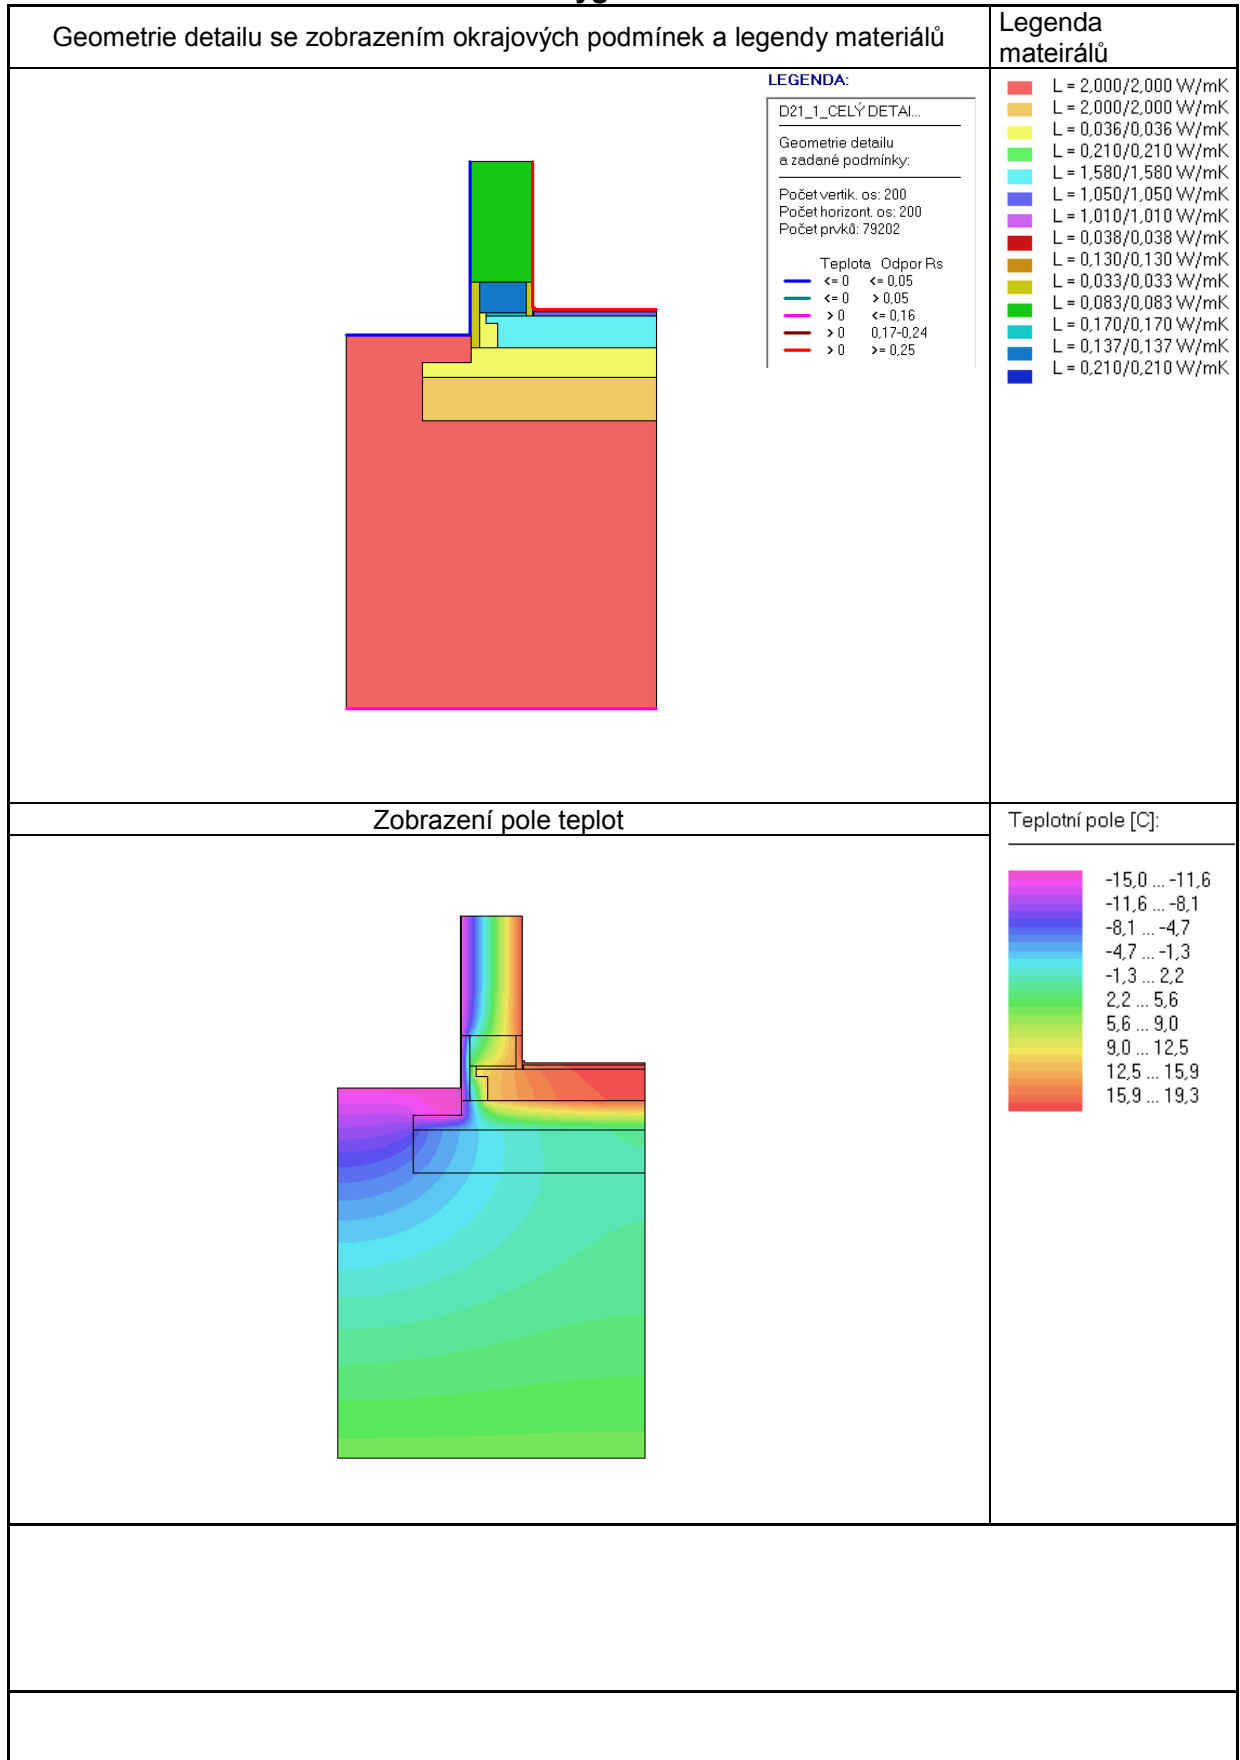 Geometrie detailu se zobrazením okrajových podmínek a legendy materiálů
Legenda
mateirálů
LEGENDA:
D21_1_CELÝ DETAI...
Geometrie detailu
a zadané podmínky:
Počet vertik. os: 200
Počet horizont. os: 200
Počet prvků: 79202
Teplota Odpor Rs
<= 0 <= 0,05
<= 0 > 0,05
> 0 <= 0,16
> 0 0,17-0,24
> 0 >= 0,25
L = 2,000/2,000 W/mK
L = 2,000/2,000 W/mK
L = 0,036/0,036 W/mK
L = 0,210/0,210 W/mK
L = 1,580/1,580 W/mK
L = 1,050/1,050 W/mK
L = 1,010/1,010 W/mK
L = 0,038/0,038 W/mK
L = 0,130/0,130 W/mK
L = 0,033/0,033 W/mK
L = 0,083/0,083 W/mK
L = 0,170/0,170 W/mK
L = 0,137/0,137 W/mK
L = 0,210/0,210 W/mK
Zobrazení pole teplot
Teplotní pole [C]:
-15,0 ... -11,6
-11,6 ... -8,1
-8,1 ... -4,7
-4,7 ... -1,3
-1,3 ... 2,2
2,2 ... 5,6
5,6 ... 9,0
9,0 ... 12,5
12,5 ... 15,9
15,9 ... 19,3